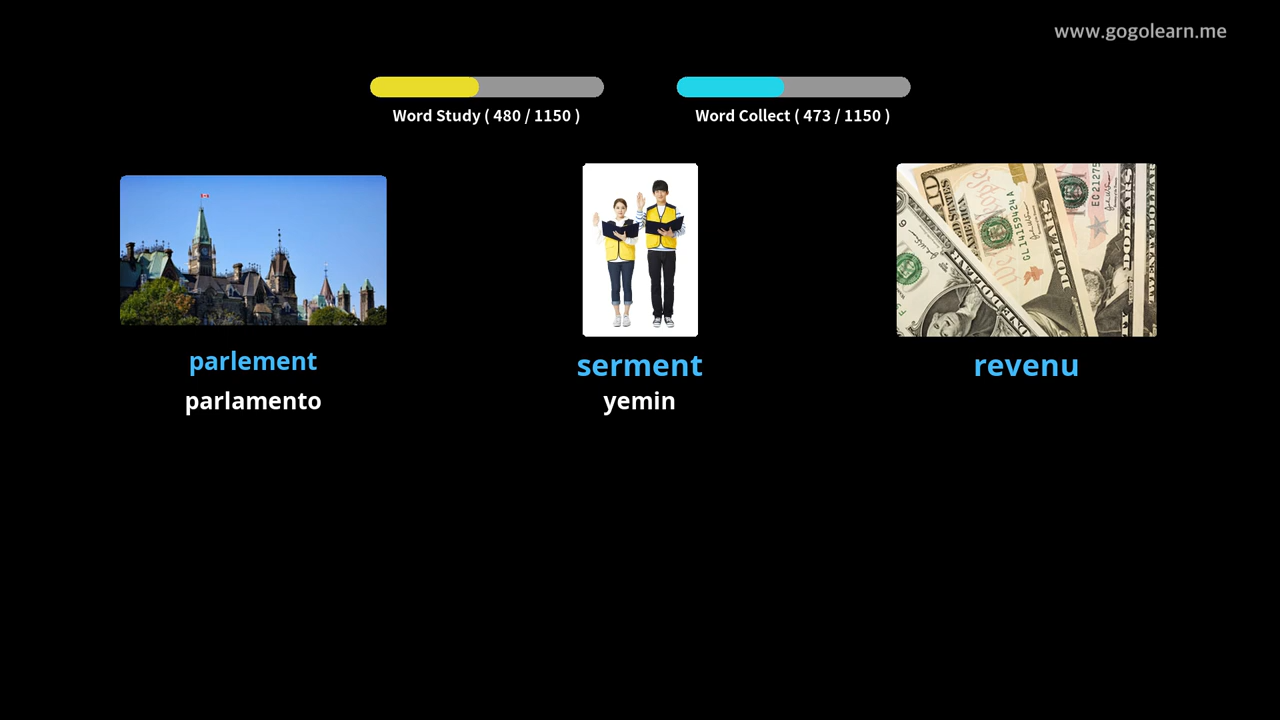 www.gogolearn.me
Word Study ( 480 / 1150 )
Word Collect ( 473 / 1150 )
parlement
parlamento
serment
yemin
revenu